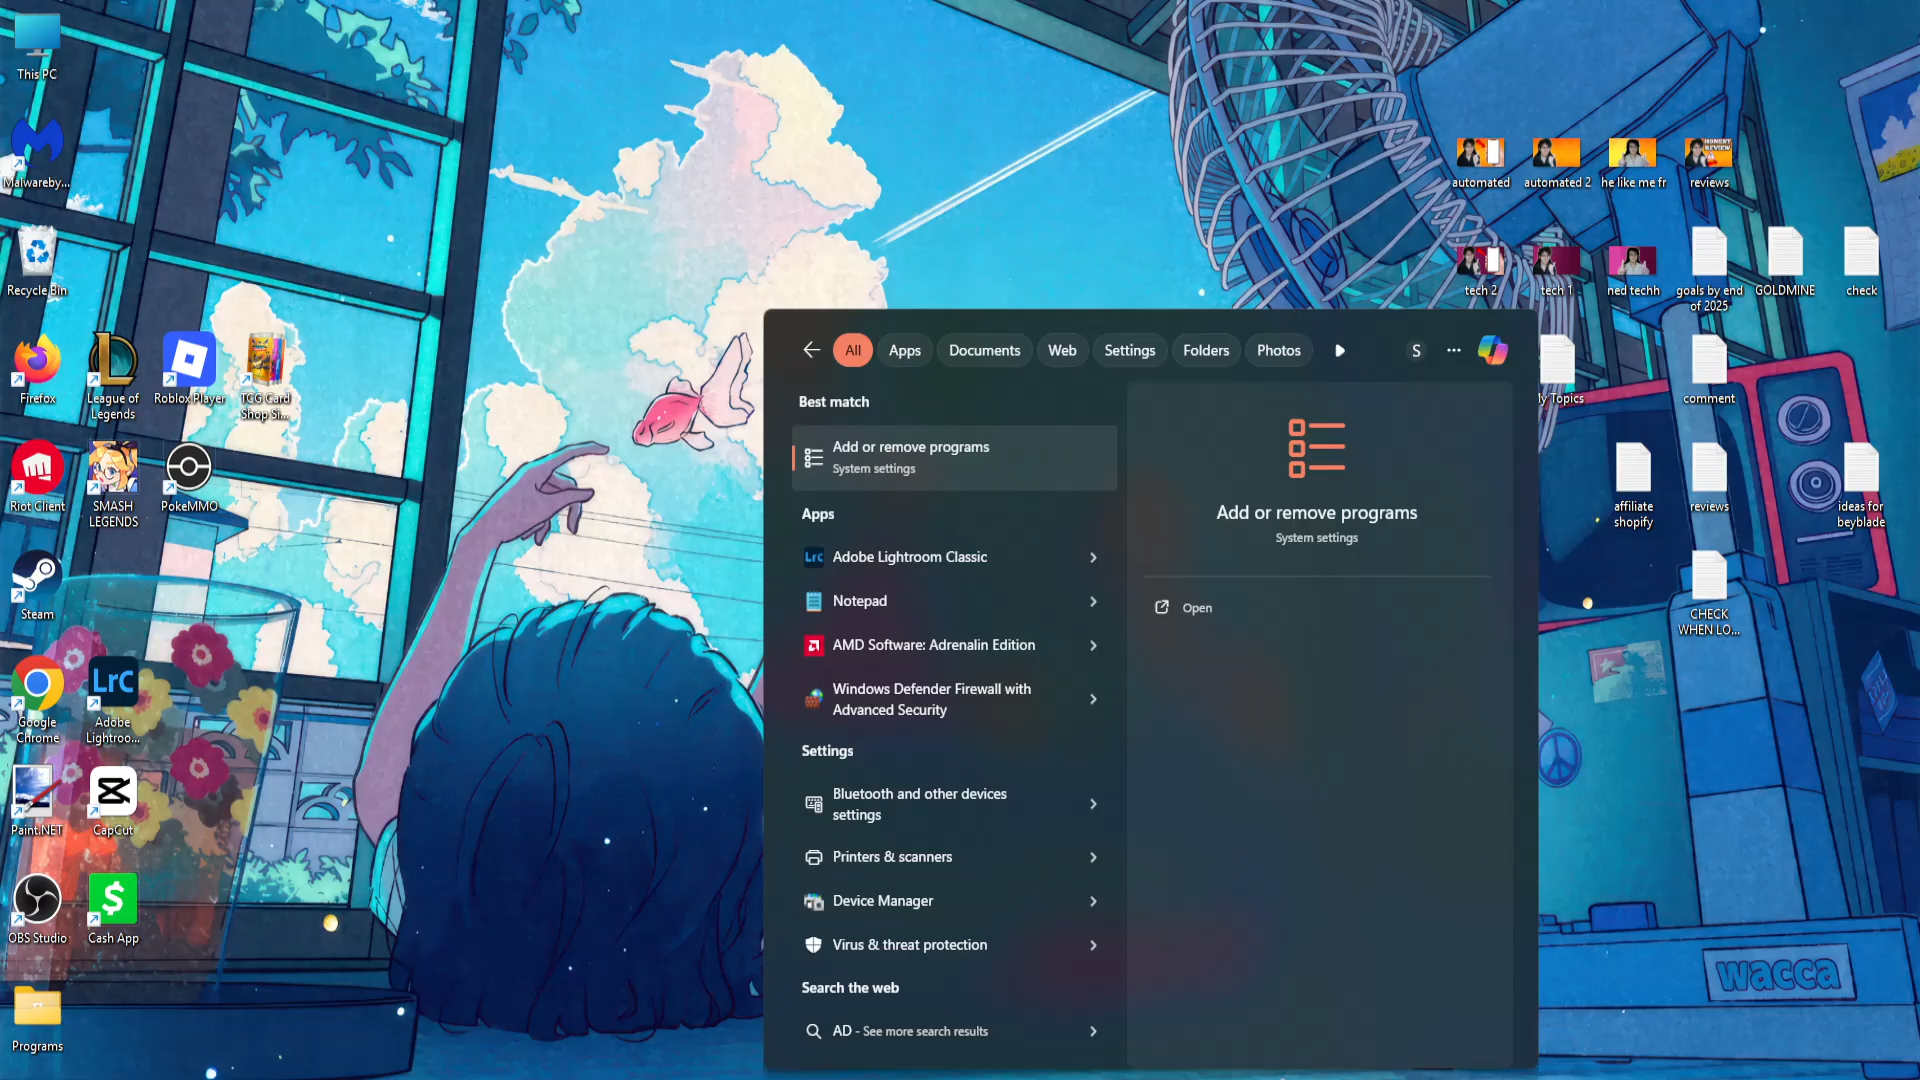 This PC
Malwareby...
Recycle Bin
Firefox
League of
Legends
Roblox Player
TCG Card
Shop Si...
Riot Client
SMASH
LEGENDS
PokeMMO
Steam
Google
Chrome
Lrc
Adobe
Lightroo...
Paint.NET
CapCut
OBS Studio
Cash App
Programs
All
Apps
Documents
Web
Settings
Folders
Photos
S
Best match
Add or remove programs
System settings
Apps
Lrc
Adobe Lightroom Classic
Notepad
AMD Software: Adrenalin Edition
Windows Defender Firewall with
Advanced Security
Settings
Bluetooth and other devices
settings
Printers & scanners
Device Manager
Virus & threat protection
Search the web
AD - See more search results
Add or remove programs
System settings
Open
automated
automated 2
he like me fr
HONEST
REVIEW
reviews
tech 2
tech 1
ned techh
goals by end
of 2025
GOLDMINE
check
y Topics
comment
affiliate
shopify
reviews
ideas for
beyblade
CHECK
WHEN LO...
wacca